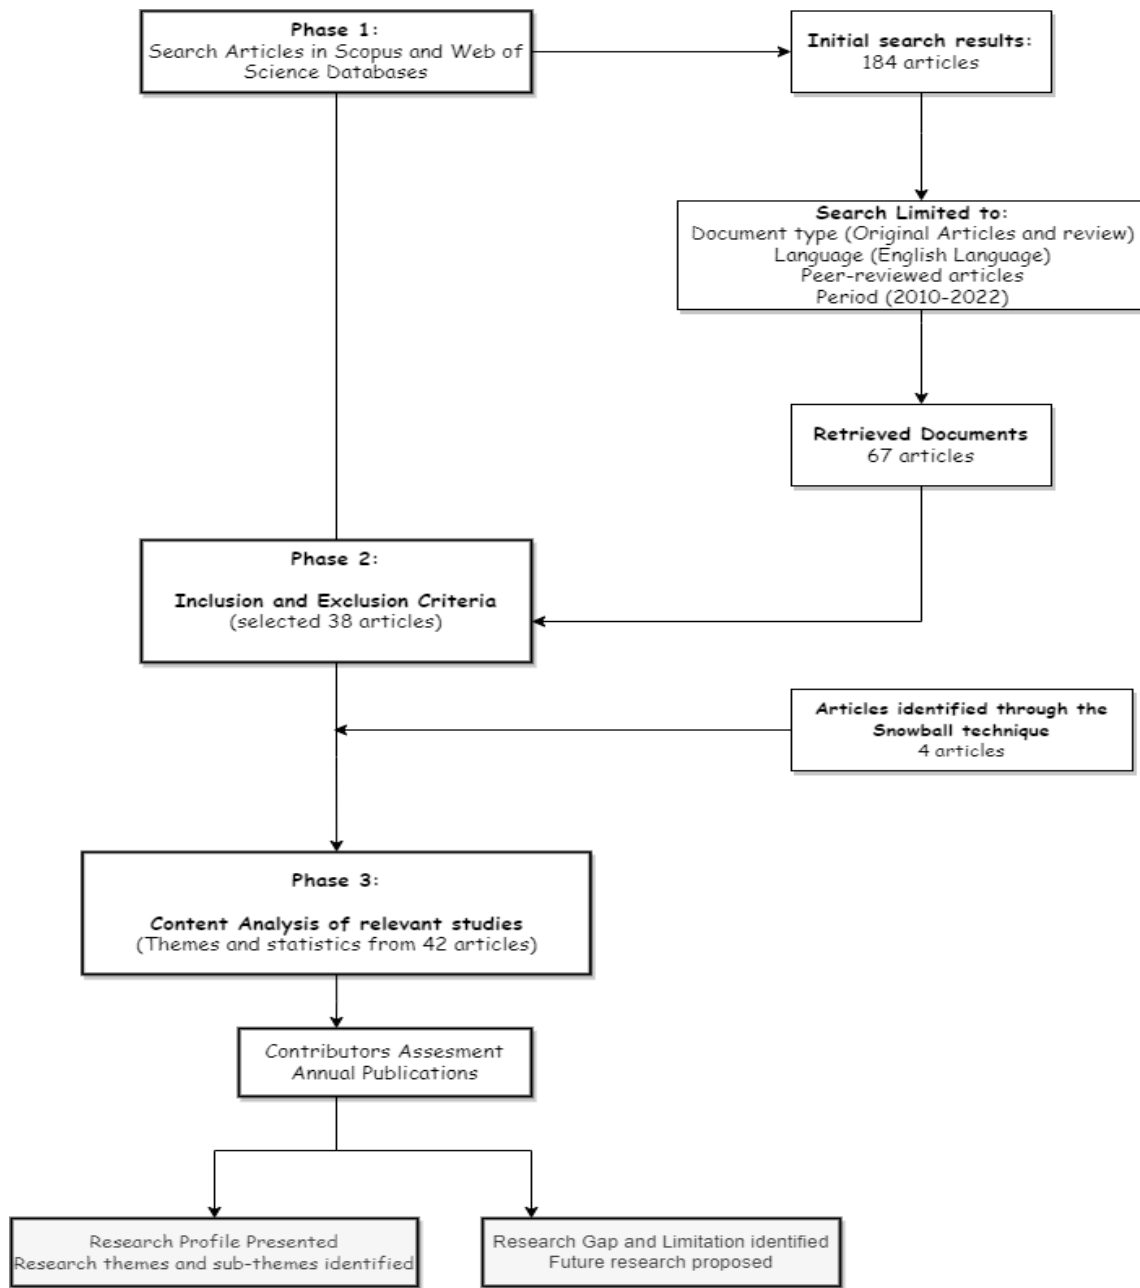 Phase 1:
Search Articles in Scopus and Web of
Science Databases
Initial search results:
184 articles
Search Limited to:
Document type (Original Articles and review)
Language (English Language)
Peer-reviewed articles
Period (2010-2022)
Retrieved Documents
67 articles
Phase 2:
Inclusion and Exclusion Criteria
(selected 38 articles)
Articles identified through the
Snowball technique
4 articles
Phase 3:
Content Analysis of relevant studies
(Themes and statistics from 42 articles)
Contributors Assesment
Annual Publications
Research Profile Presented
Research themes and sub-themes identified
Research Gap and Limitation identified
Future research proposed